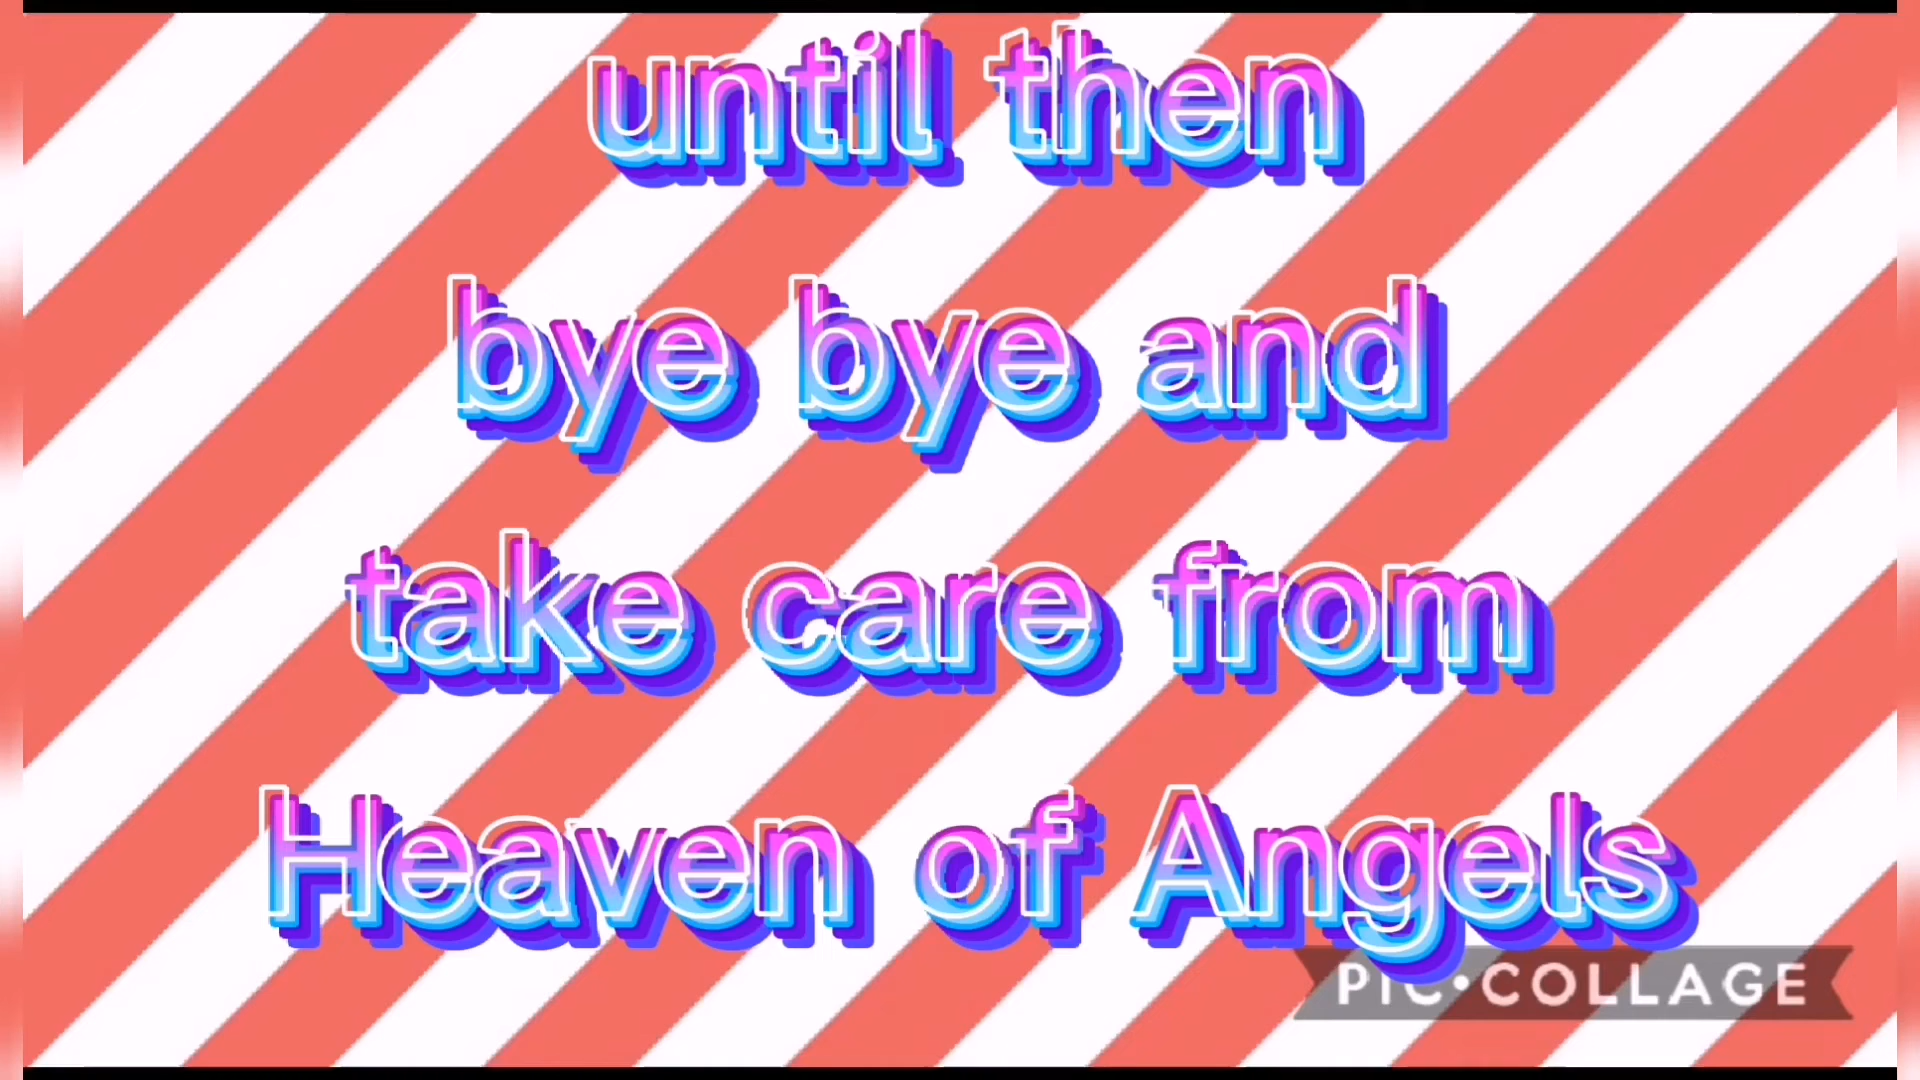 until then
bye bye and
take care from
Heaven of Angels
PIC•COLLAGE